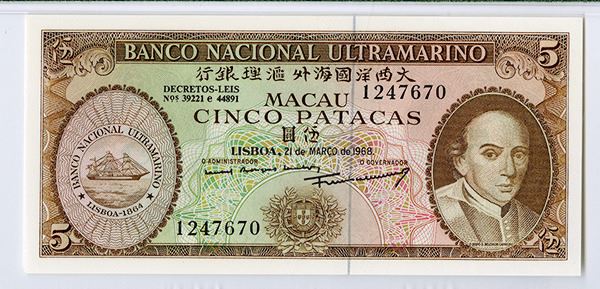 伍 BANCO NACIONAL ULTRAMARINO 5
行銀理滙外海國洋西大
DECRETOS-LEIS
Nos 39221 e 44891
MACAU 1247670
CINCO PATACAS
圓伍
LISBOA, 21 de MARÇO de 1968
O ADMINISTRADOR O GOVERNADOR
BANCO NACIONAL ULTRAMARINO
LISBOA-1864
1247670
5 伍